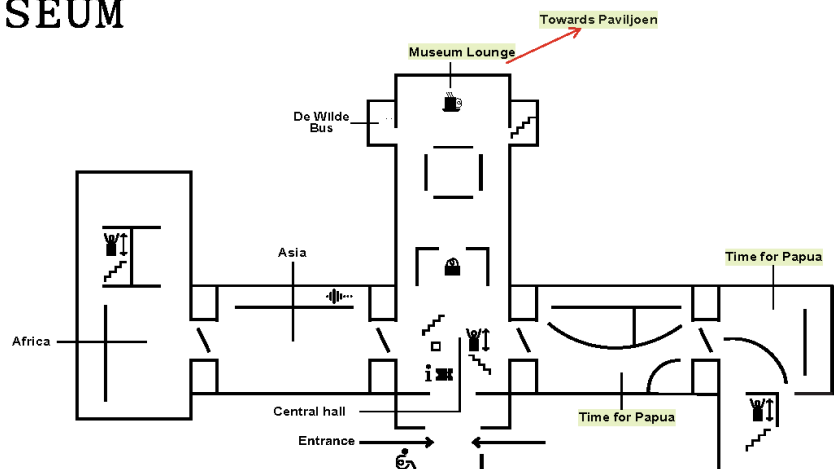 SEUM
Towards Paviljoen
Museum Lounge
De Wilde
Bus
Asia
Time for Papua
Africa
i
Central hall
Time for Papua
Entrance